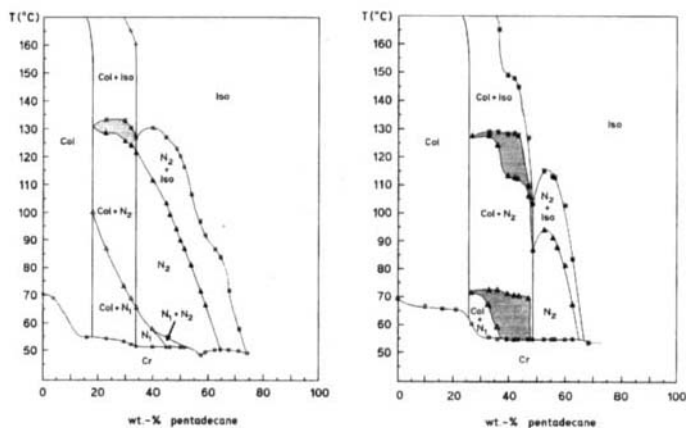 T(°C)
160
150
140
130
120
110
100
90
80
70
60
50
Col
Col + Iso
Iso
N₂
+
Iso
Col + N₂
N₂
Col + N₁
N₁ + N₂
N₁
Cr
0 20 40 60 80 100
wt.-% pentadecane
T(°C)
160
150
140
130
120
110
100
90
80
70
60
50
40
Col
Col + Iso
Iso
Col + N₂
N₂
+
Iso
Col
+
N₁
N₂
Cr
0 20 40 60 80 100
wt.-% pentadecane